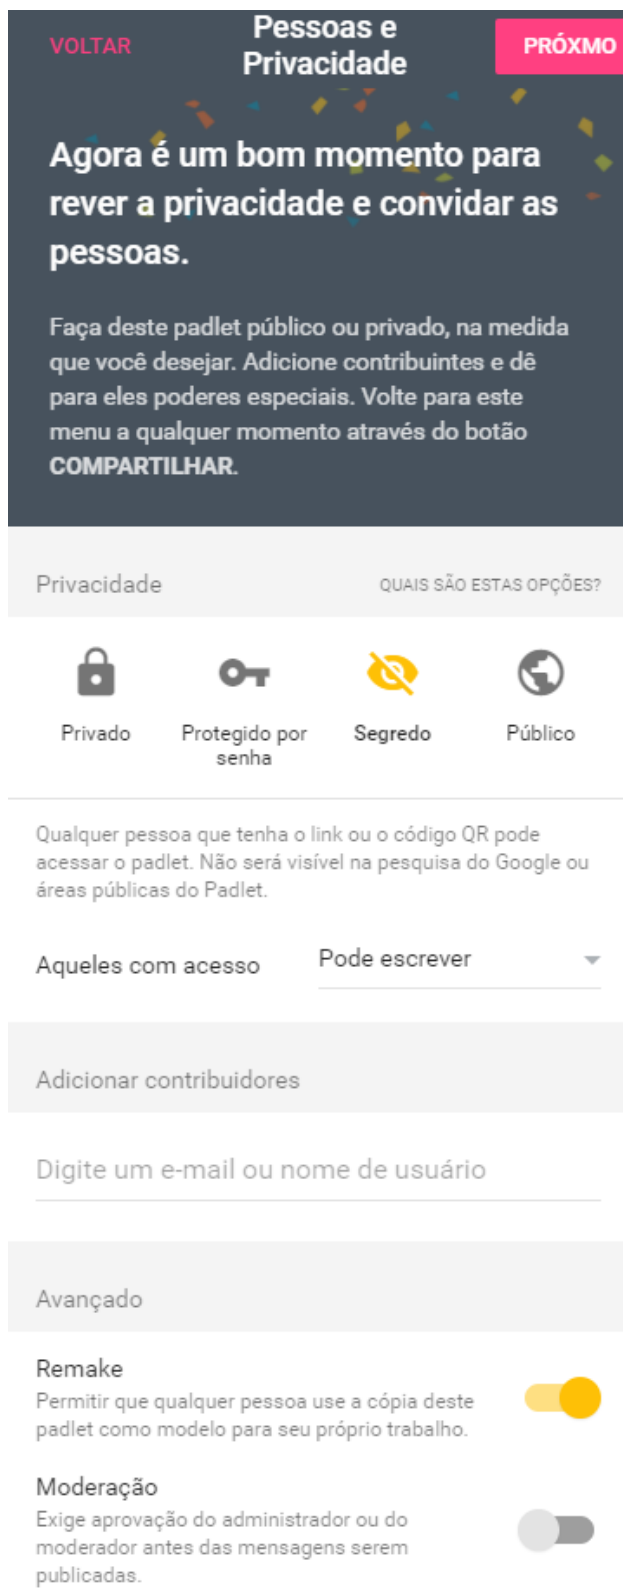 VOLTAR
Pessoas e
Privacidade
PRÓXMO
Agora é um bom momento para
rever a privacidade e convidar as
pessoas.
Faça deste padlet público ou privado, na medida
que você desejar. Adicione contribuintes e dê
para eles poderes especiais. Volte para este
menu a qualquer momento através do botão
COMPARTILHAR.
Privacidade
QUAIS SÃO ESTAS OPÇÕES?
Privado
Protegido por
senha
Segredo
Público
Qualquer pessoa que tenha o link ou o código QR pode
acessar o padlet. Não será visível na pesquisa do Google ou
áreas públicas do Padlet.
Aqueles com acesso
Pode escrever
Adicionar contribuidores
Digite um e-mail ou nome de usuário
Avançado
Remake
Permitir que qualquer pessoa use a cópia deste
padlet como modelo para seu próprio trabalho.
Moderação
Exige aprovação do administrador ou do
moderador antes das mensagens serem
publicadas.